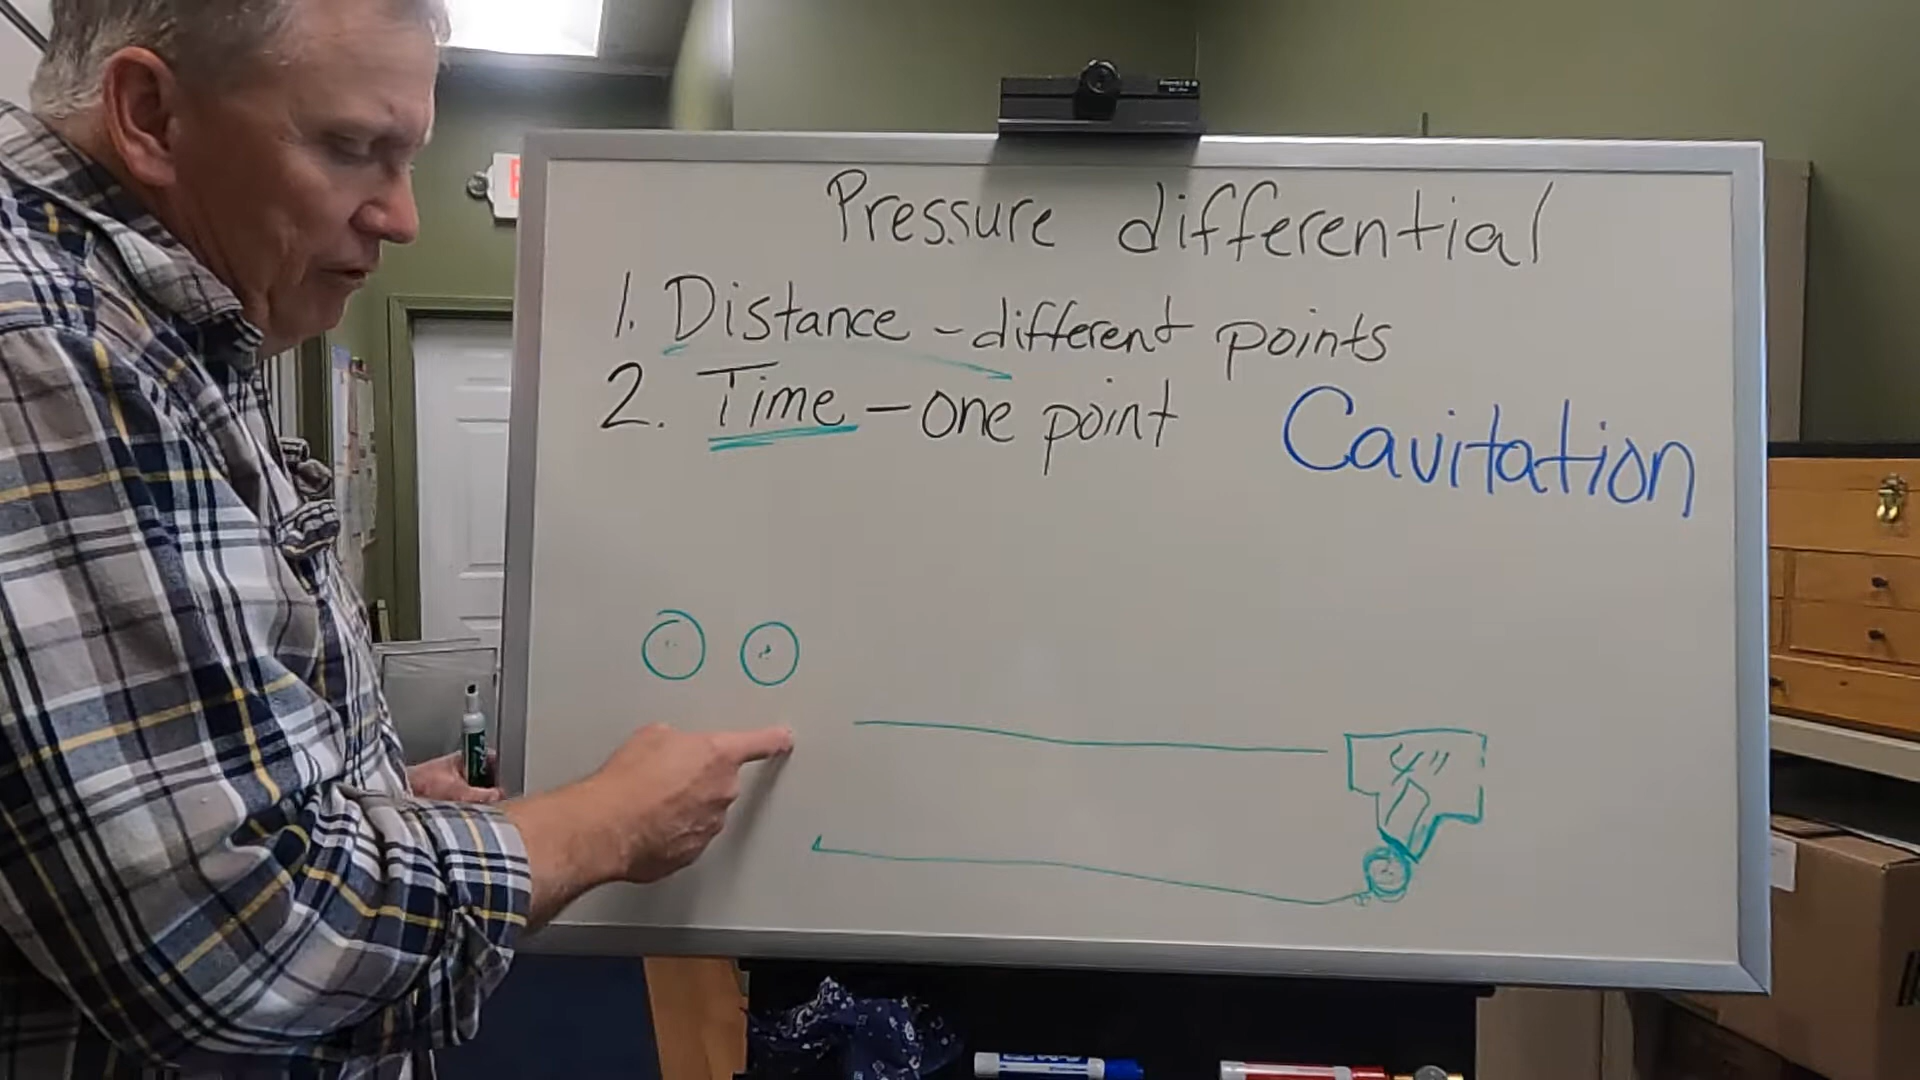 Pressure differential
1. Distance - different points
2. Time - one point
Cavitation
4"